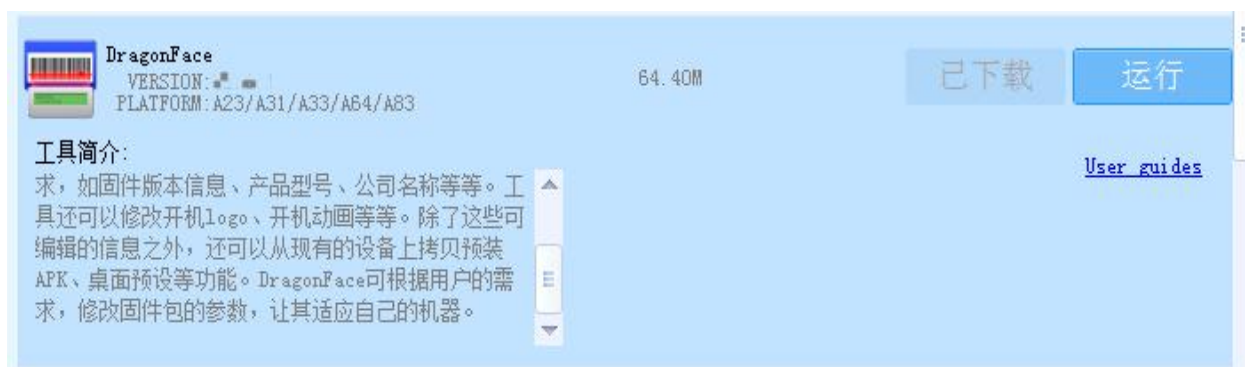 DragonFace
VERSION:
PLATFORM:A23/A31/A33/A64/A83
64.40M
已下载
运行
工具简介:
求，如固件版本信息、产品型号、公司名称等等。工
具还可以修改开机logo、开机动画等等。除了这些可
编辑的信息之外，还可以从现有的设备上拷贝预装
APK、桌面预设等功能。DragonFace可根据用户的需
求，修改固件包的参数，让其适应自己的机器。
User guides